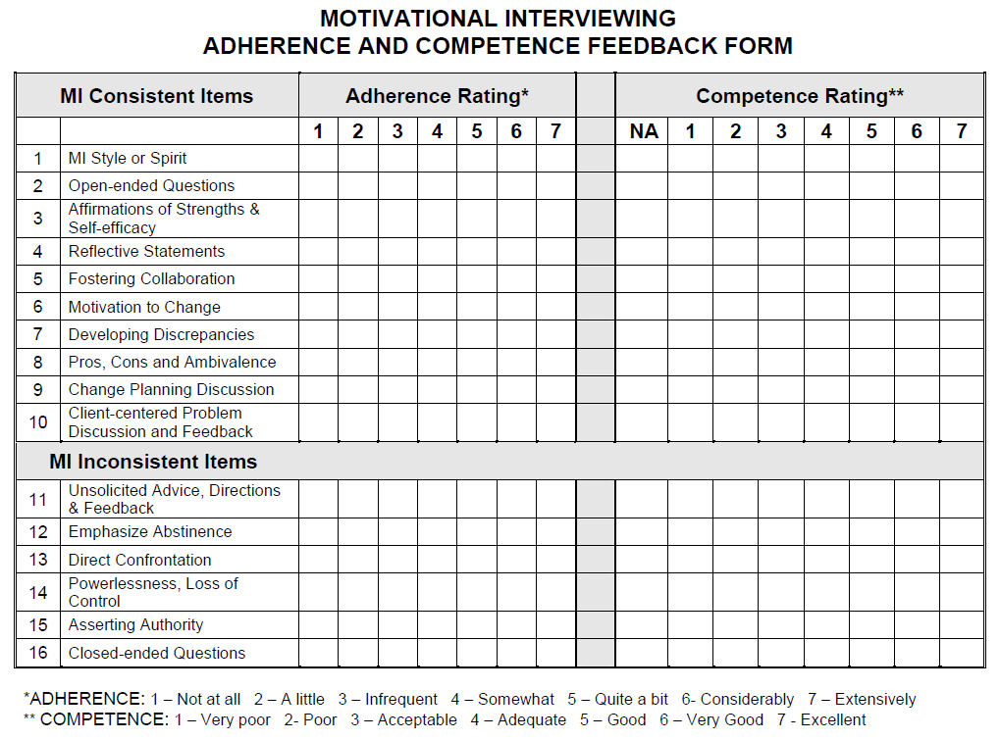 MOTIVATIONAL INTERVIEWING
ADHERENCE AND COMPETENCE FEEDBACK FORM
MI Consistent Items Adherence Rating* Competence Rating**
1 2 3 4 5 6 7 NA 1 2 3 4 5 6 7
1 MI Style or Spirit
2 Open-ended Questions
3 Affirmations of Strengths &
Self-efficacy
4 Reflective Statements
5 Fostering Collaboration
6 Motivation to Change
7 Developing Discrepancies
8 Pros, Cons and Ambivalence
9 Change Planning Discussion
10 Client-centered Problem
Discussion and Feedback
MI Inconsistent Items
11 Unsolicited Advice, Directions
& Feedback
12 Emphasize Abstinence
13 Direct Confrontation
14 Powerlessness, Loss of
Control
15 Asserting Authority
16 Closed-ended Questions
*ADHERENCE: 1 – Not at all 2 – A little 3 – Infrequent 4 – Somewhat 5 – Quite a bit 6- Considerably 7 – Extensively
** COMPETENCE: 1 – Very poor 2- Poor 3 – Acceptable 4 – Adequate 5 – Good 6 – Very Good 7 - Excellent